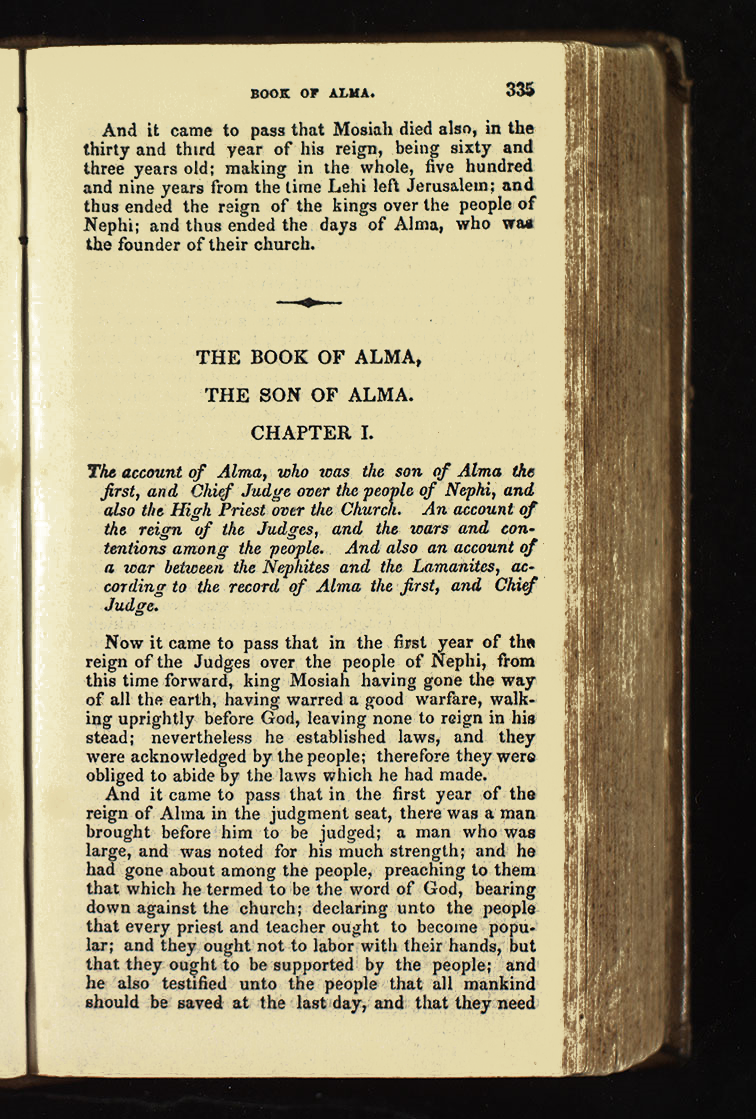 BOOK OF ALMA. 335
And it came to pass that Mosiah died also, in the
thirty and third year of his reign, being sixty and
three years old; making in the whole, five hundred
and nine years from the time Lehi left Jerusalem; and
thus ended the reign of the kings over the people of
Nephi; and thus ended the days of Alma, who was
the founder of their church.
THE BOOK OF ALMA,
THE SON OF ALMA.
CHAPTER I.
The account of Alma, who was the son of Alma the
first, and Chief Judge over the people of Nephi, and
also the High Priest over the Church. An account of
the reign of the Judges, and the wars and con-
tentions among the people. And also an account of
a war between the Nephites and the Lamanites, ac-
cording to the record of Alma the first, and Chief
Judge.
Now it came to pass that in the first year of the
reign of the Judges over the people of Nephi, from
this time forward, king Mosiah having gone the way
of all the earth, having warred a good warfare, walk-
ing uprightly before God, leaving none to reign in his
stead; nevertheless he established laws, and they
were acknowledged by the people; therefore they were
obliged to abide by the laws which he had made.
And it came to pass that in the first year of the
reign of Alma in the judgment seat, there was a man
brought before him to be judged; a man who was
large, and was noted for his much strength; and he
had gone about among the people, preaching to them
that which he termed to be the word of God, bearing
down against the church; declaring unto the people
that every priest and teacher ought to become popu-
lar; and they ought not to labor with their hands, but
that they ought to be supported by the people; and
he also testified unto the people that all mankind
should be saved at the last day, and that they need